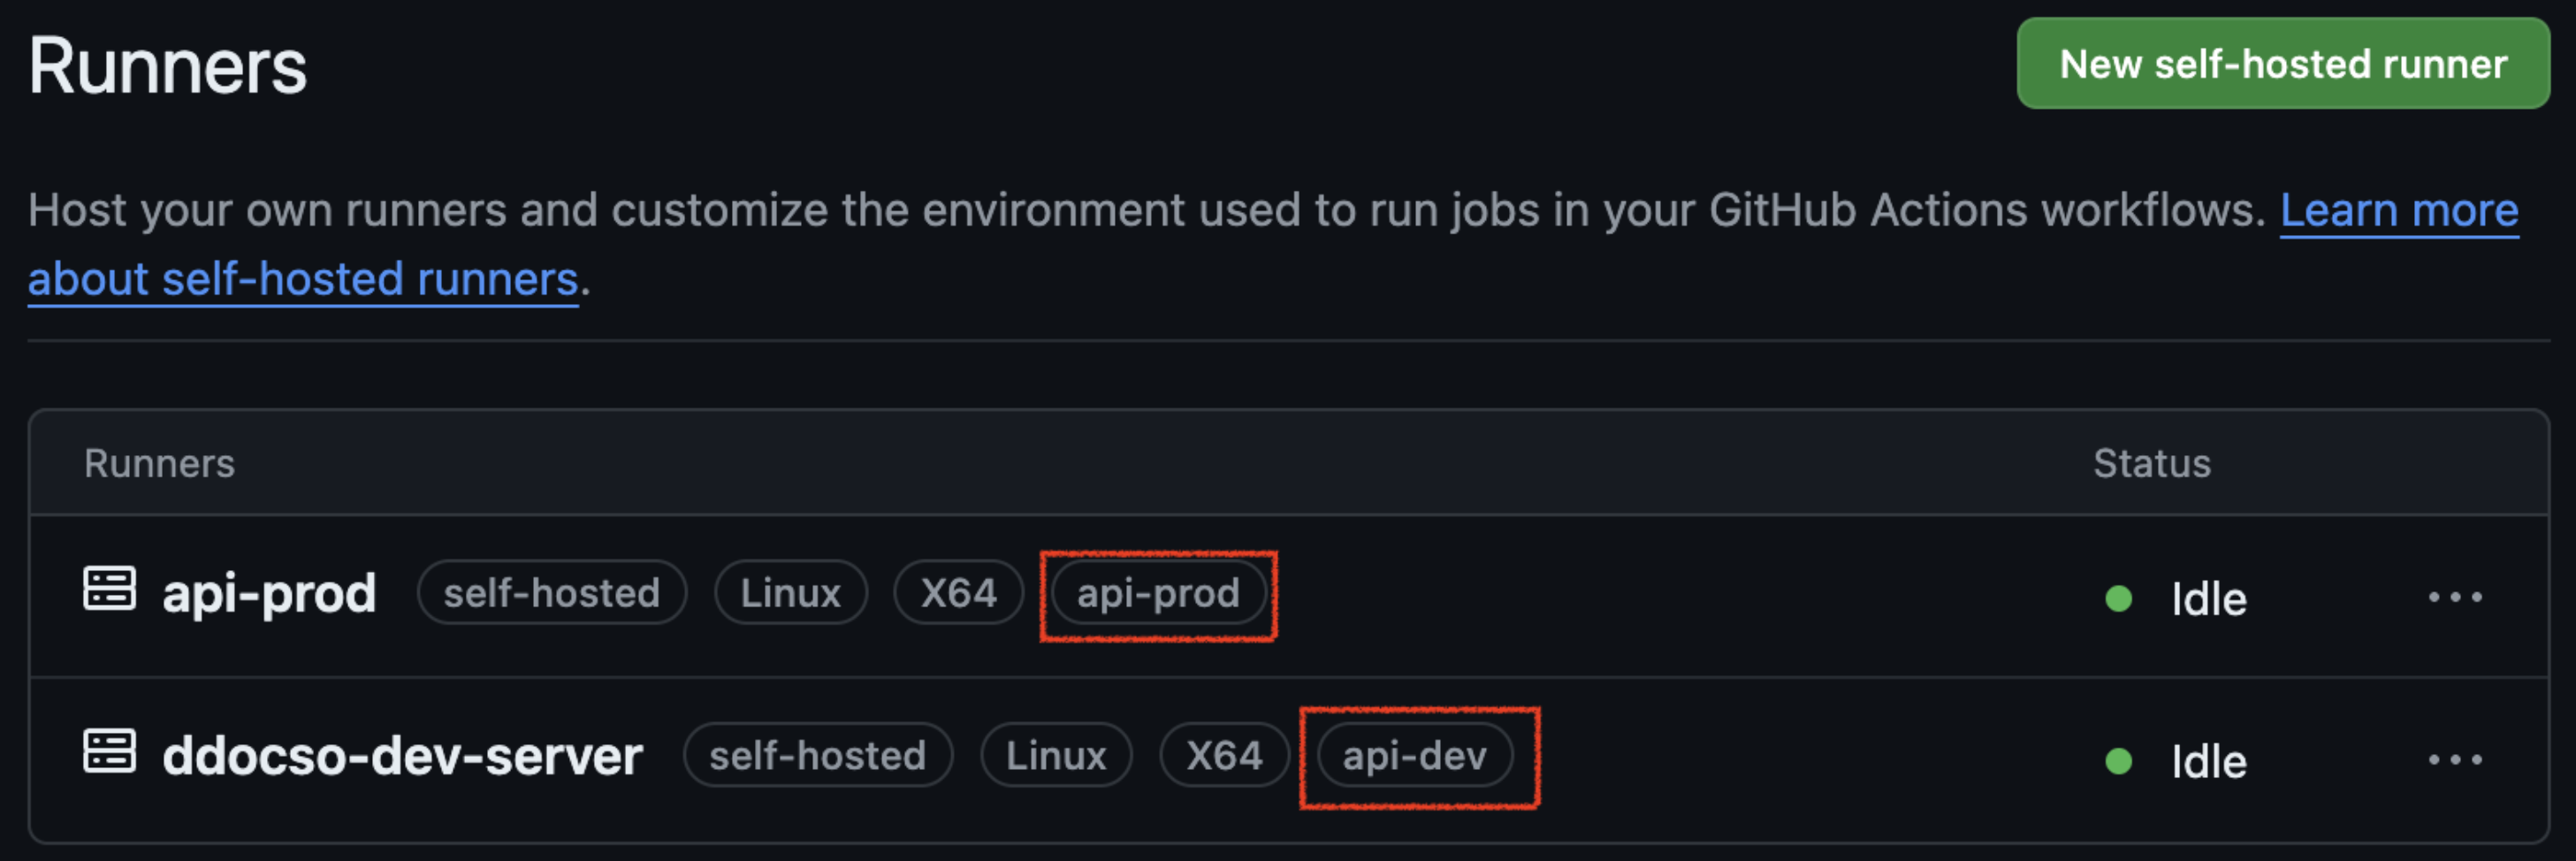 Runners
New self-hosted runner
Host your own runners and customize the environment used to run jobs in your GitHub Actions workflows. Learn more
about self-hosted runners.
Runners Status
api-prod self-hosted Linux X64 api-prod Idle
ddocso-dev-server self-hosted Linux X64 api-dev Idle